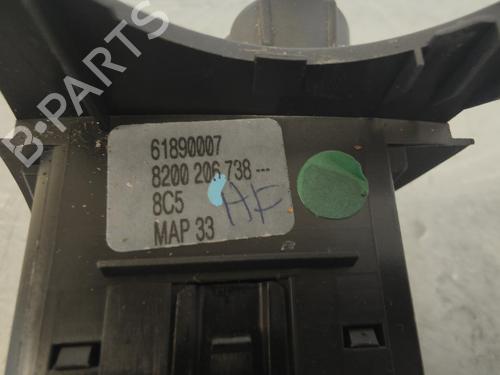 B-PARTS
61890007
8200 206 738 ---
8C5
AF
MAP 33